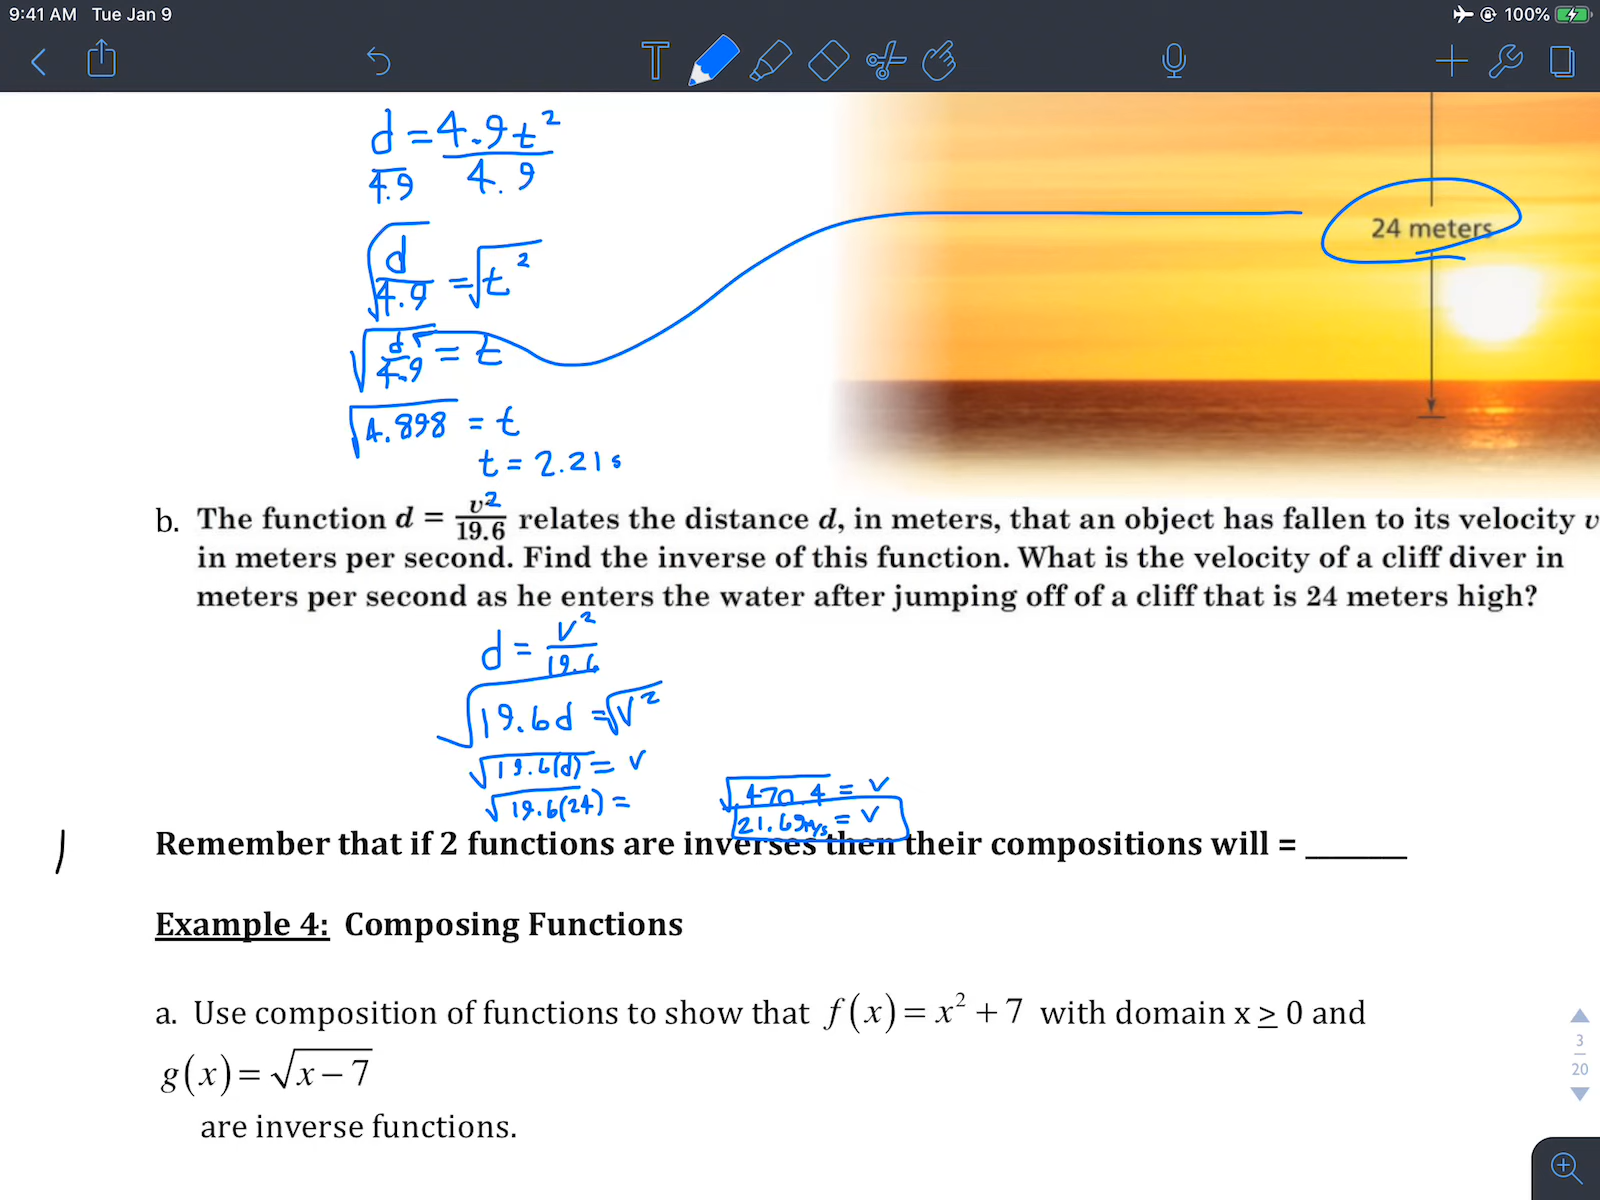 9:41 AM Tue Jan 9
100%
T
d = 4.9t²
4.9 4.9
24 meters
√d/4.9 = √t²
√d/4.9 = t
√4.898 = t
t = 2.21 s
b. The function d = v²/19.6 relates the distance d, in meters, that an object has fallen to its velocity v
in meters per second. Find the inverse of this function. What is the velocity of a cliff diver in
meters per second as he enters the water after jumping off of a cliff that is 24 meters high?
d = v²/19.6
√19.6d = √v²
√19.6(d) = v
√19.6(24) =
√470.4 = v
21.69 m/s = v
Remember that if 2 functions are inverses then their compositions will = ______
Example 4: Composing Functions
a. Use composition of functions to show that f(x) = x² + 7 with domain x ≥ 0 and
g(x) = √x − 7
are inverse functions.
3
20